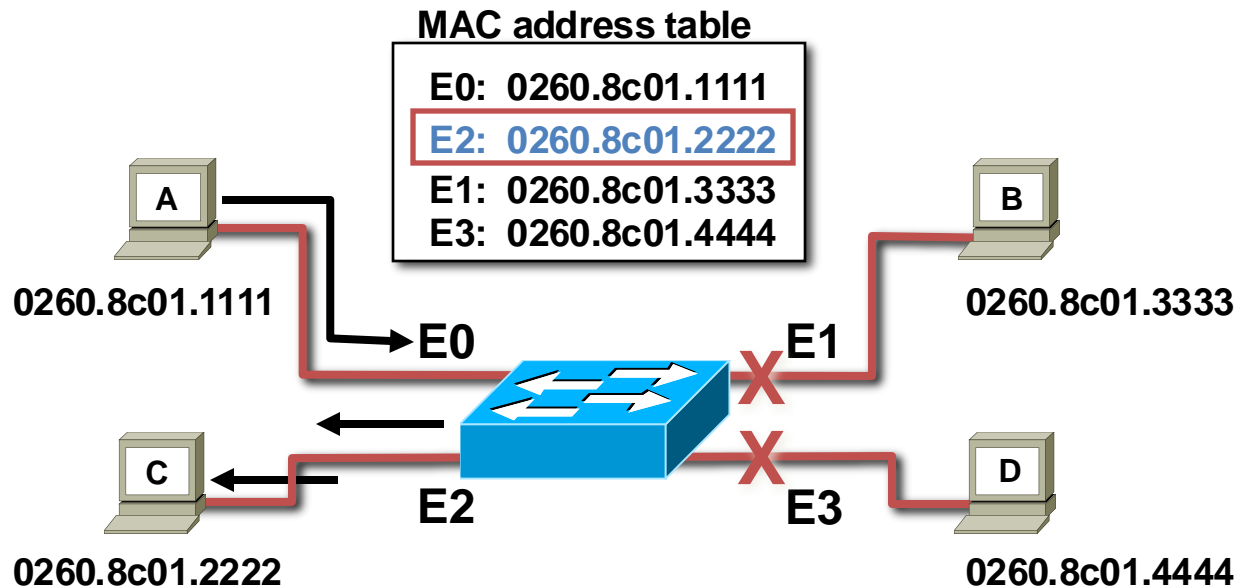 MAC address table
E0: 0260.8c01.1111
E2: 0260.8c01.2222
E1: 0260.8c01.3333
E3: 0260.8c01.4444
A
B
0260.8c01.1111
0260.8c01.3333
E0
E1
X
C
X
D
E2
E3
0260.8c01.2222
0260.8c01.4444